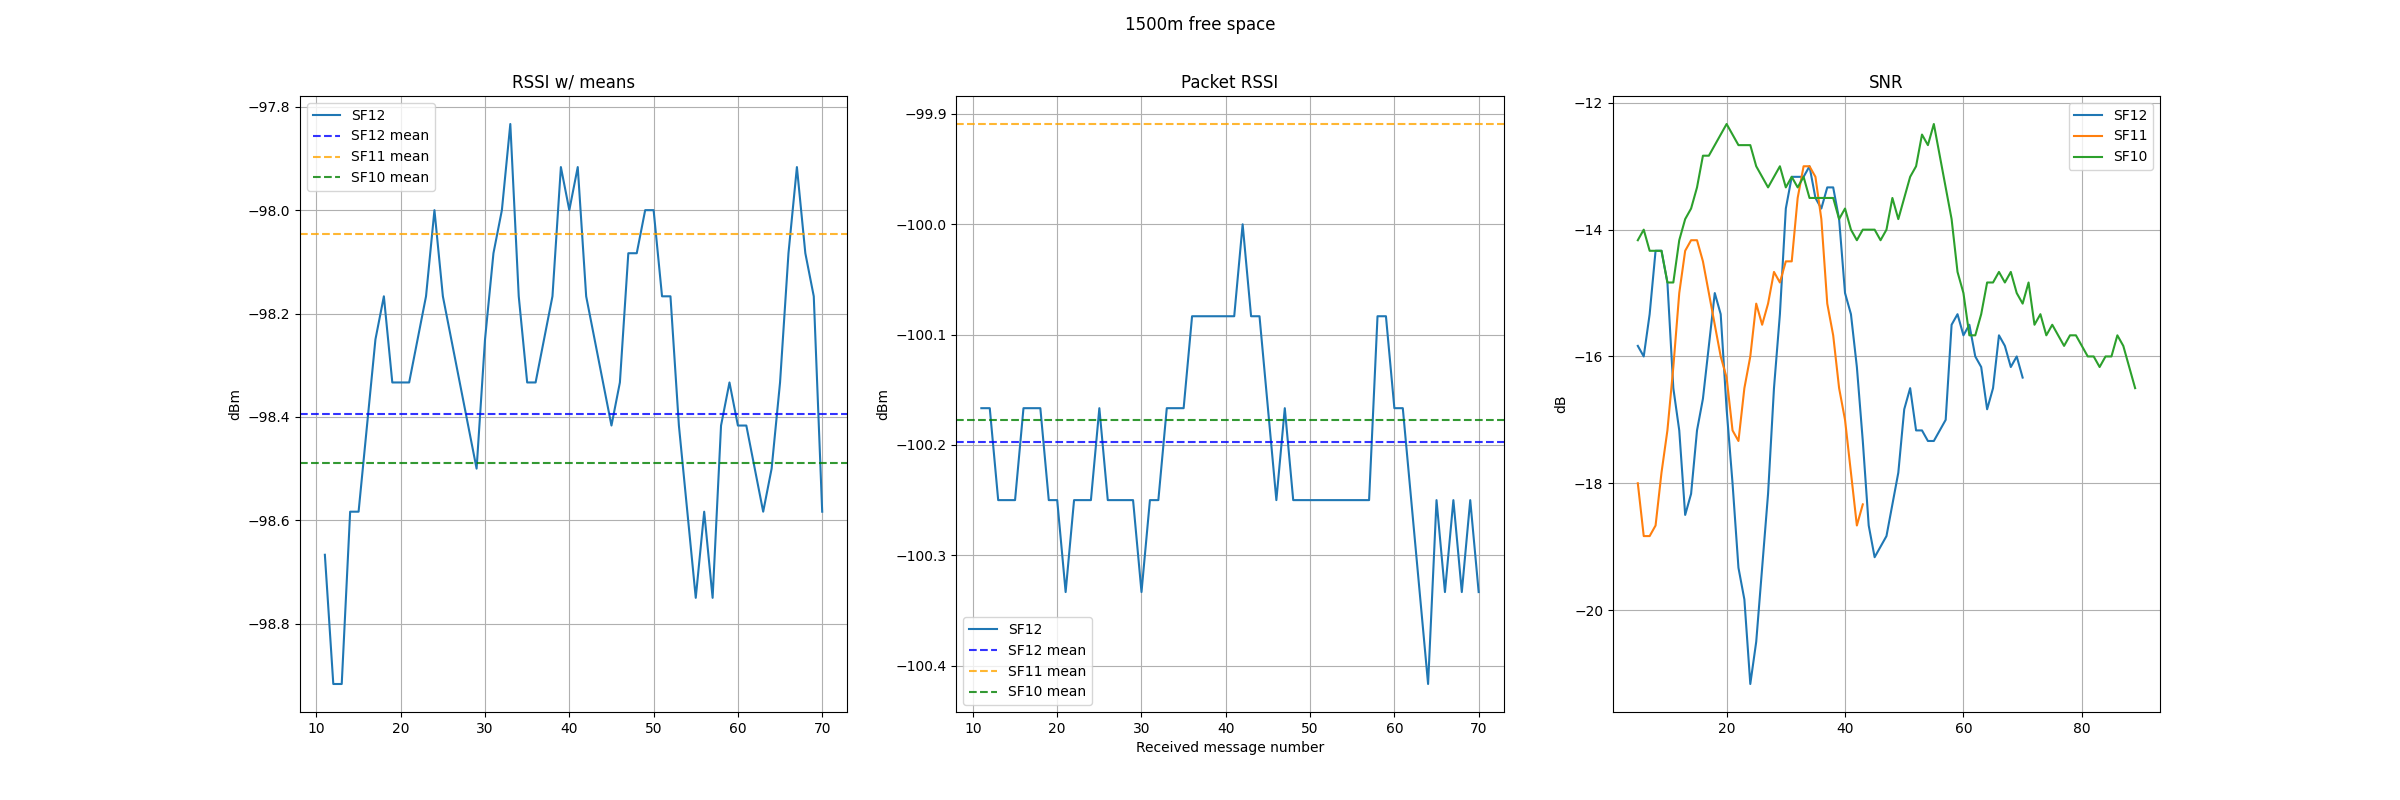 1500m free space
RSSI w/ means
dBm
−97.8
−98.0
−98.2
−98.4
−98.6
−98.8
10 20 30 40 50 60 70
SF12
SF12 mean
SF11 mean
SF10 mean
Packet RSSI
dBm
−99.9
−100.0
−100.1
−100.2
−100.3
−100.4
SF12
SF12 mean
SF11 mean
SF10 mean
10 20 30 40 50 60 70
Received message number
SNR
dB
−12
−14
−16
−18
−20
SF12
SF11
SF10
20 40 60 80